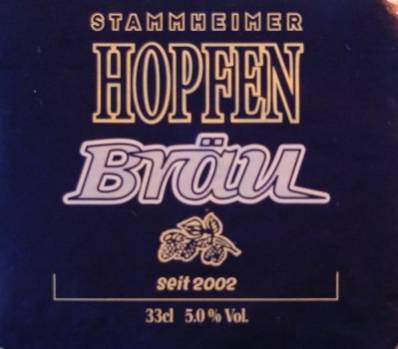 STAMMHEIMER
HOPFEN
Bräu
seit 2002
33cl 5.0 % Vol.